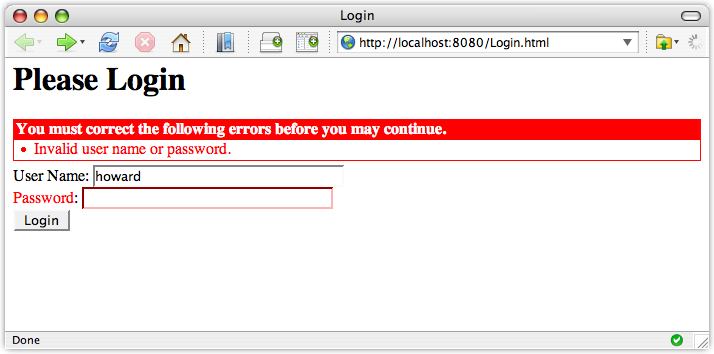 Login
http://localhost:8080/Login.html
Please Login
You must correct the following errors before you may continue.
Invalid user name or password.
User Name: howard
Password:
Login
Done